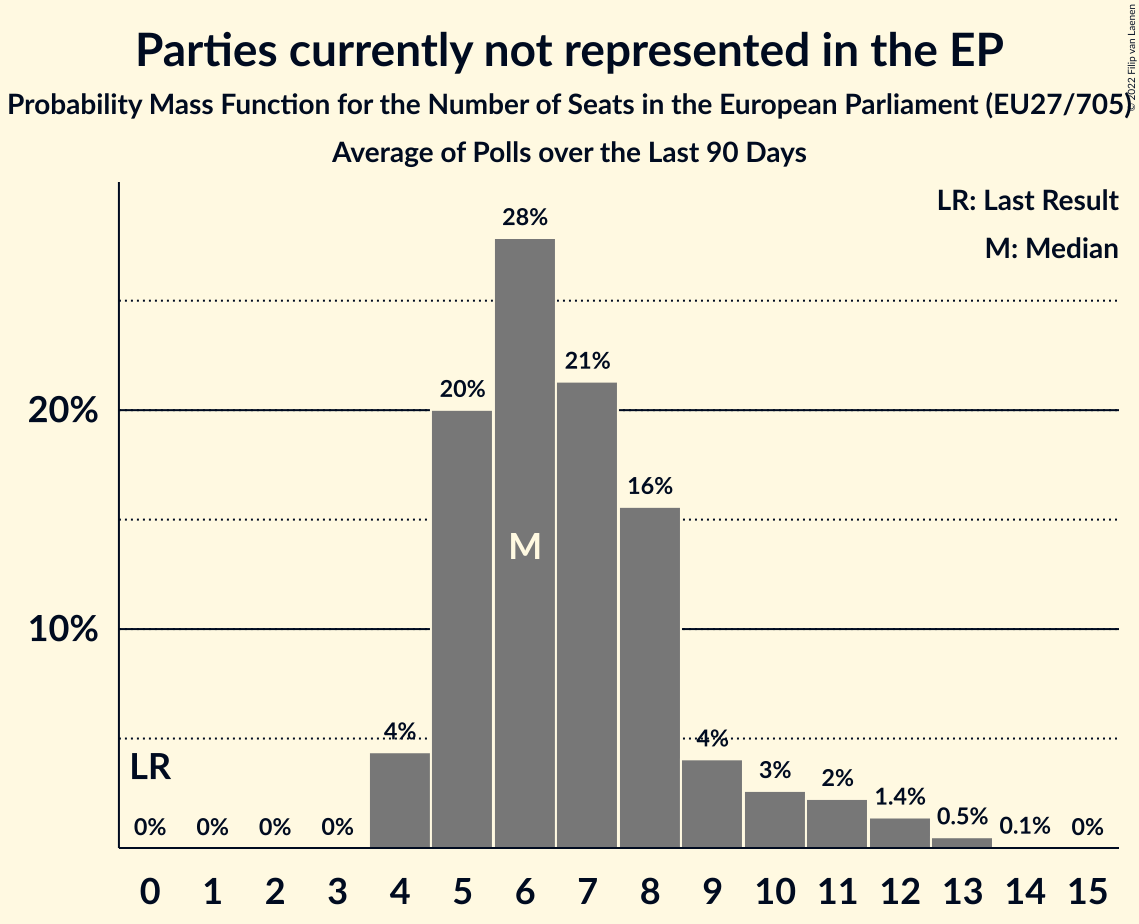 Parties currently not represented in the EP
Probability Mass Function for the Number of Seats in the European Parliament (EU27/705)
Average of Polls over the Last 90 Days
© 2022 Filip van Laenen
LR: Last Result
M: Median
20%
10%
LR
M
0% 0% 0% 0% 4% 20% 28% 21% 16% 4% 3% 2% 1.4% 0.5% 0.1% 0%
0 1 2 3 4 5 6 7 8 9 10 11 12 13 14 15